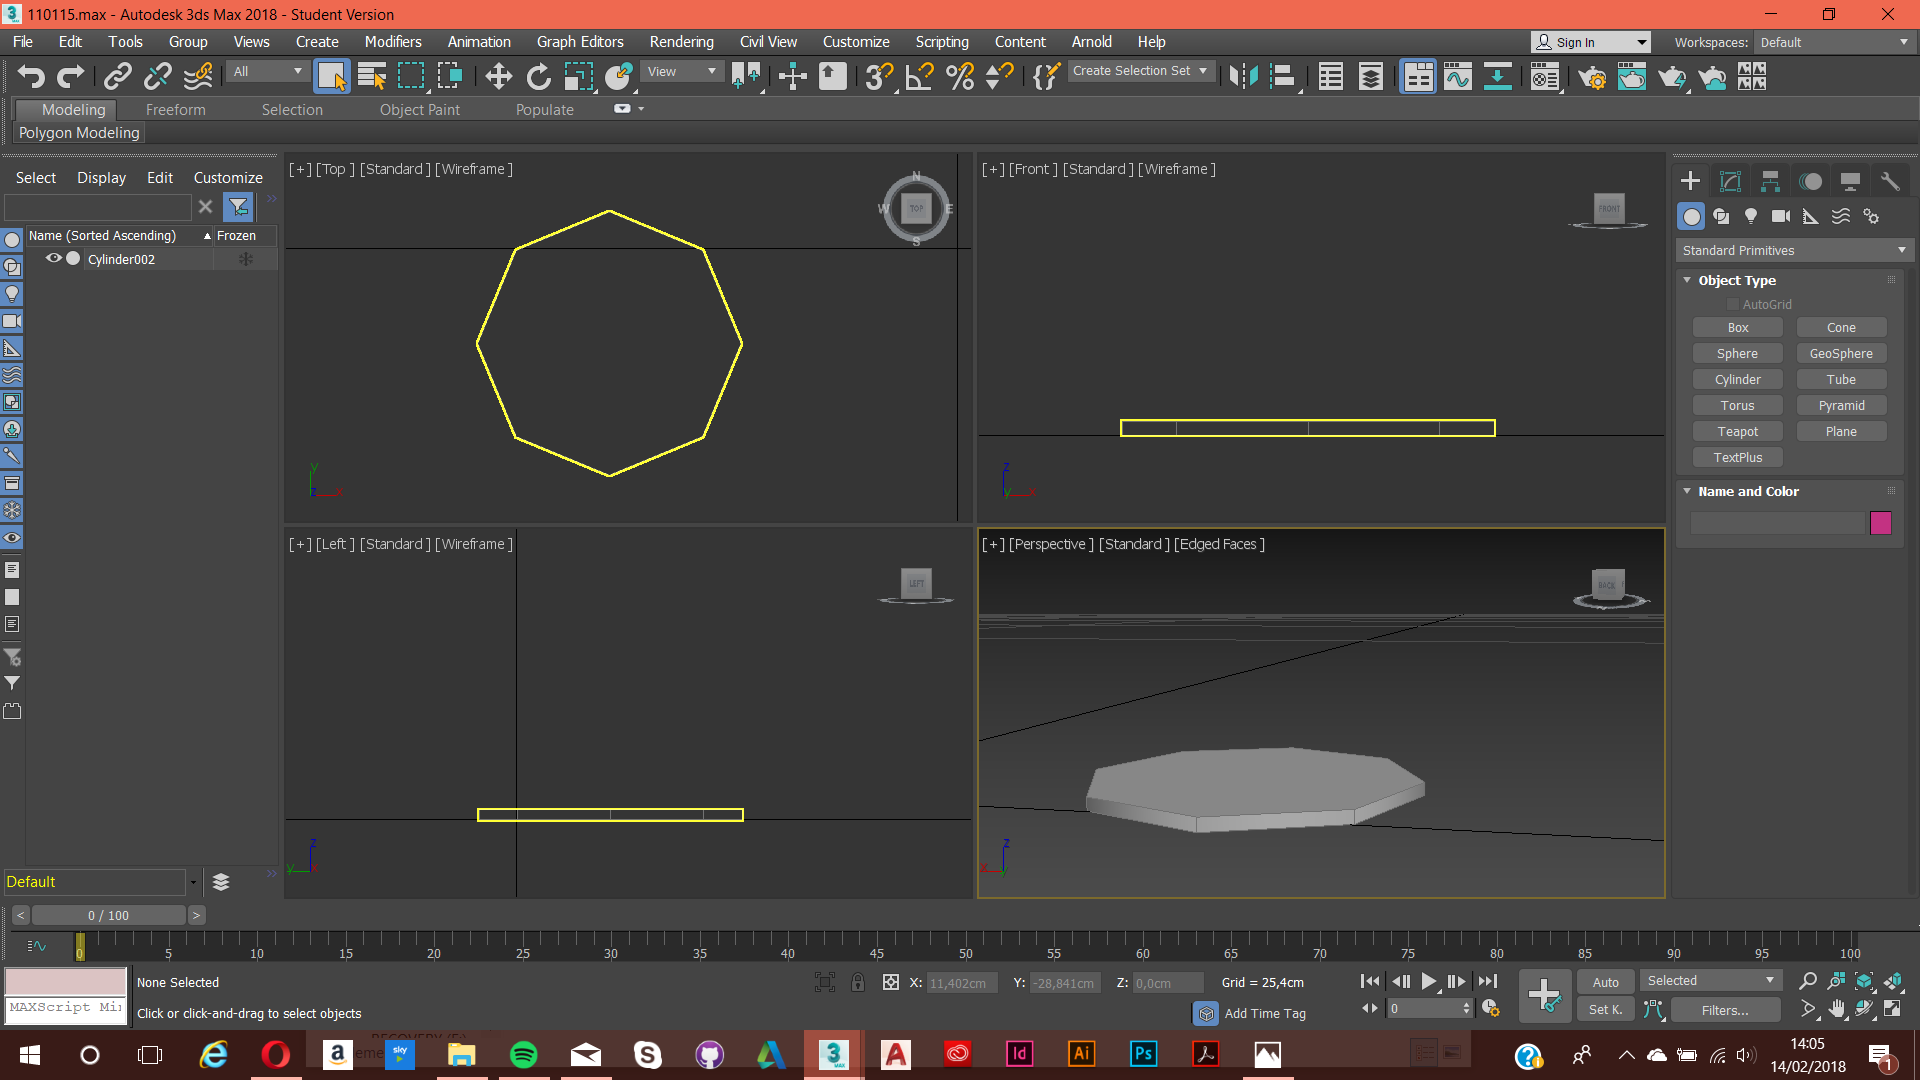 110115.max - Autodesk 3ds Max 2018 - Student Version
File Edit Tools Group Views Create Modifiers Animation Graph Editors Rendering Civil View Customize Scripting Content Arnold Help
Sign In
Workspaces: Default
All
View
Create Selection Set
Modeling Freeform Selection Object Paint Populate
Polygon Modeling
Select Display Edit Customize
Name (Sorted Ascending) Frozen
Cylinder002
Default
[+] [Top ] [Standard ] [Wireframe ]
N
W TOP E
S
y
z x
[+] [Front ] [Standard ] [Wireframe ]
FRONT
z
y x
[+] [Left ] [Standard ] [Wireframe ]
LEFT
z
y x
[+] [Perspective ] [Standard ] [Edged Faces ]
BACK
z
x y
Standard Primitives
Object Type
AutoGrid
Box Cone
Sphere GeoSphere
Cylinder Tube
Torus Pyramid
Teapot Plane
TextPlus
Name and Color
< 0 / 100 >
0 5 10 15 20 25 30 35 40 45 50 55 60 65 70 75 80 85 90 95 100
None Selected
X: 11,402cm Y: -28,841cm Z: 0,0cm Grid = 25,4cm
Auto Selected
MAXScript Mi
Click or click-and-drag to select objects
Add Time Tag
0
Set K. Filters...
14:05
14/02/2018
1